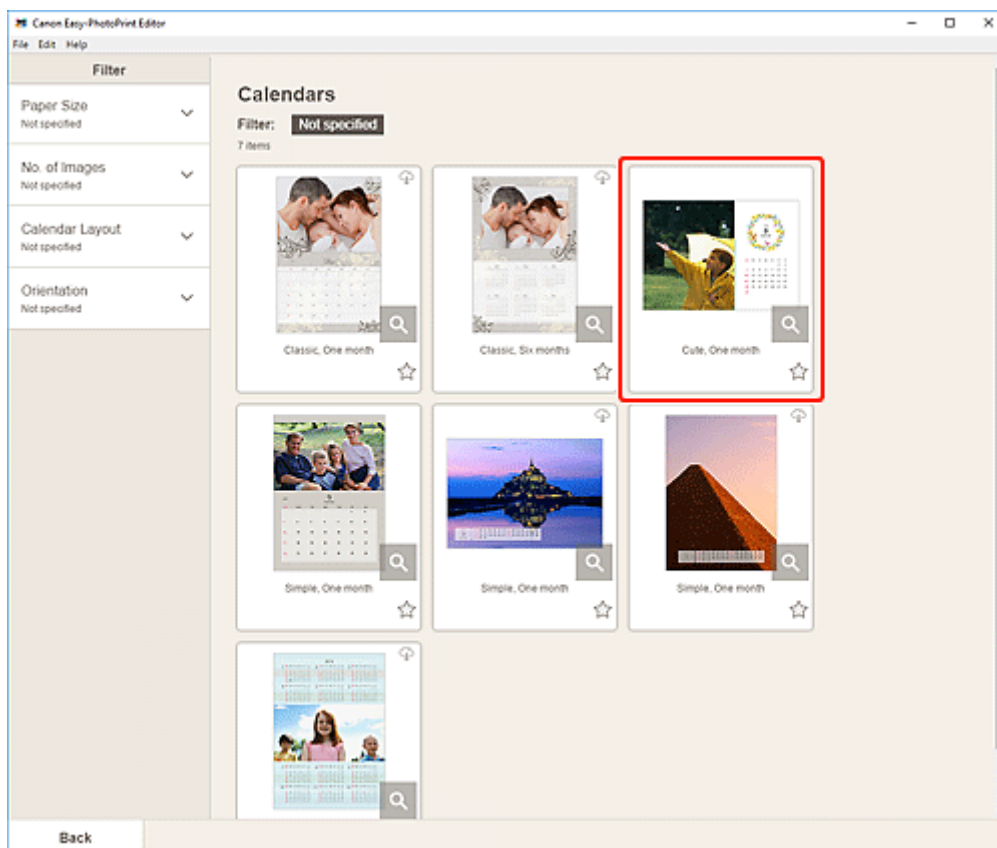 Canon Easy-PhotoPrint Editor
File Edit Help
Filter
Paper Size
Not specified
No. of Images
Not specified
Calendar Layout
Not specified
Orientation
Not specified
Calendars
Filter: Not specified
7 items
Classic, One month
Classic, Six months
Cute, One month
Simple, One month
Simple, One month
Simple, One month
Back